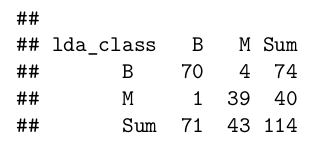 ##
## lda_class   B   M Sum
##       B    70   4  74
##       M     1  39  40
##       Sum  71  43 114